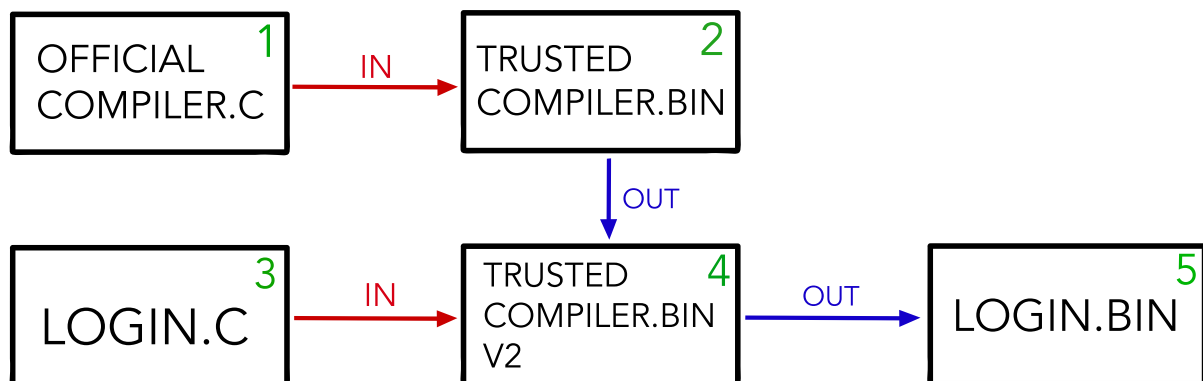 1
OFFICIAL
COMPILER.C
IN
2
TRUSTED
COMPILER.BIN
OUT
3
LOGIN.C
IN
4
TRUSTED
COMPILER.BIN
V2
OUT
5
LOGIN.BIN